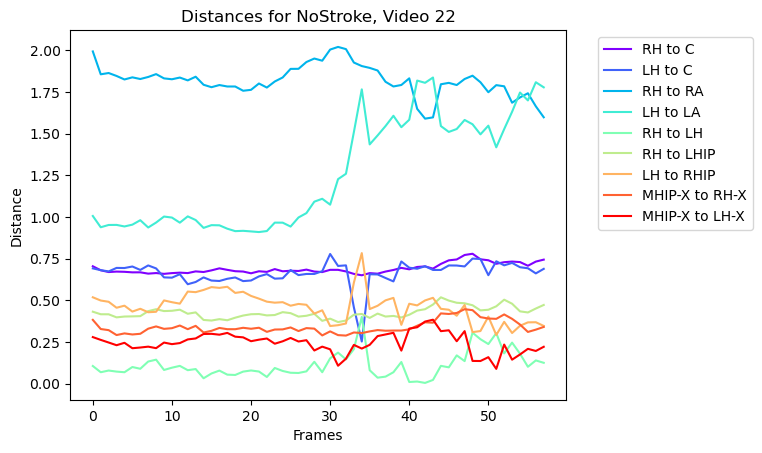 Distances for NoStroke, Video 22
2.00
1.75
1.50
1.25
1.00
0.75
0.50
0.25
0.00
Distance
0
10
20
30
40
50
Frames
RH to C
LH to C
RH to RA
LH to LA
RH to LH
RH to LHIP
LH to RHIP
MHIP-X to RH-X
MHIP-X to LH-X